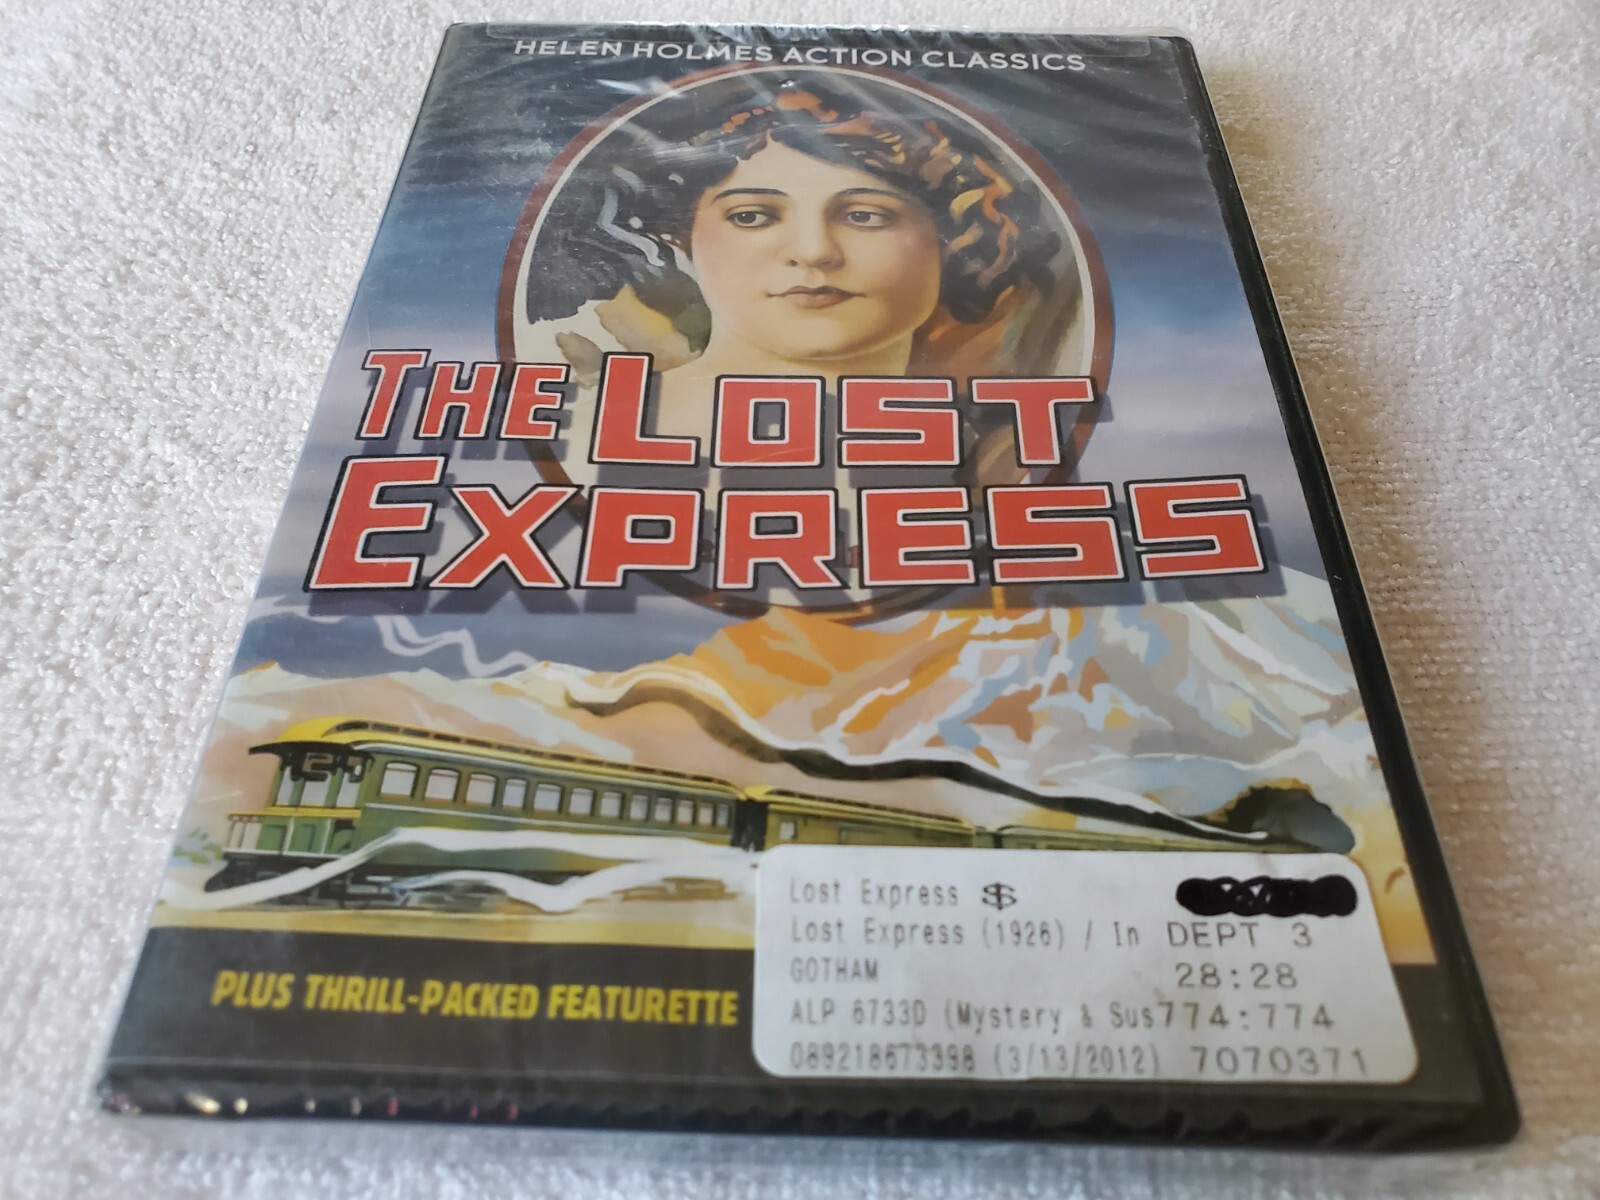 HELEN HOLMES ACTION CLASSICS
THE LOST
EXPRESS
PLUS THRILL-PACKED FEATURETTE
Lost Express $
Lost Express (1926) / In DEPT 3
GOTHAM 28:28
ALP 6733D (Mystery & Sus774:774
089218673398 (3/13/2012) 7070371